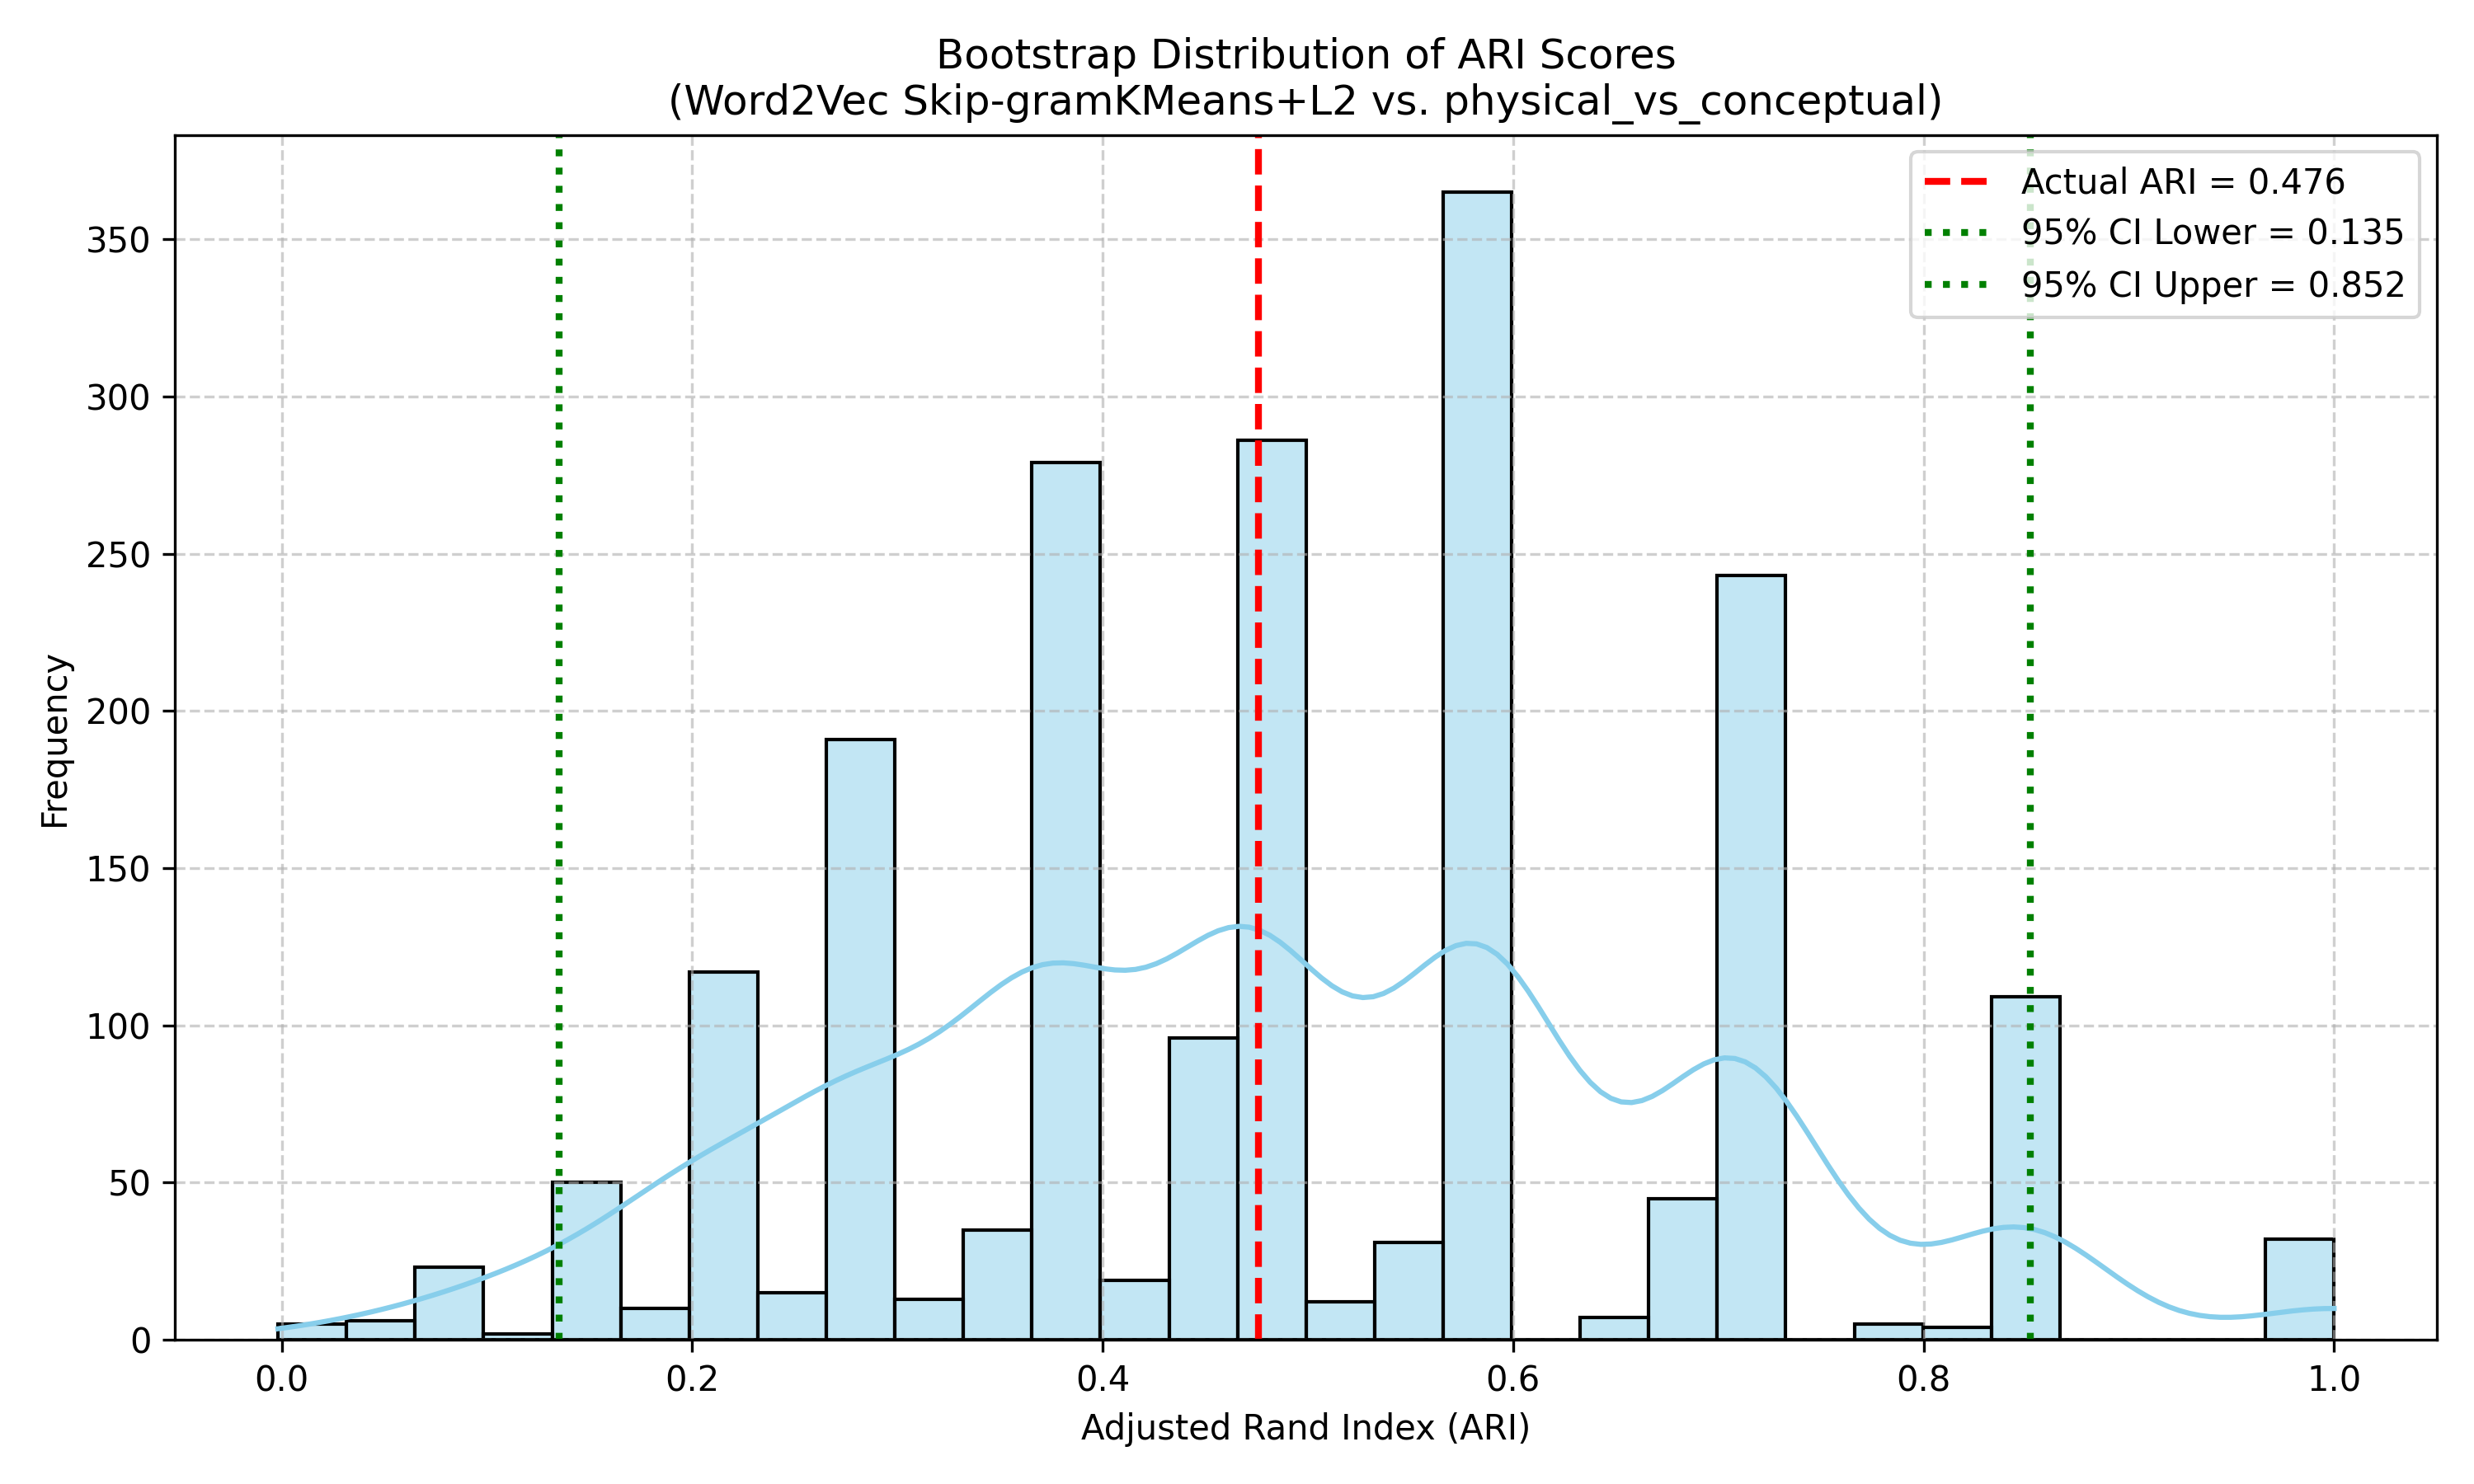 Bootstrap Distribution of ARI Scores
(Word2Vec Skip-gramKMeans+L2 vs. physical_vs_conceptual)
Actual ARI = 0.476
95% CI Lower = 0.135
95% CI Upper = 0.852
Frequency
350
300
250
200
150
100
50
0
0.0 0.2 0.4 0.6 0.8 1.0
Adjusted Rand Index (ARI)